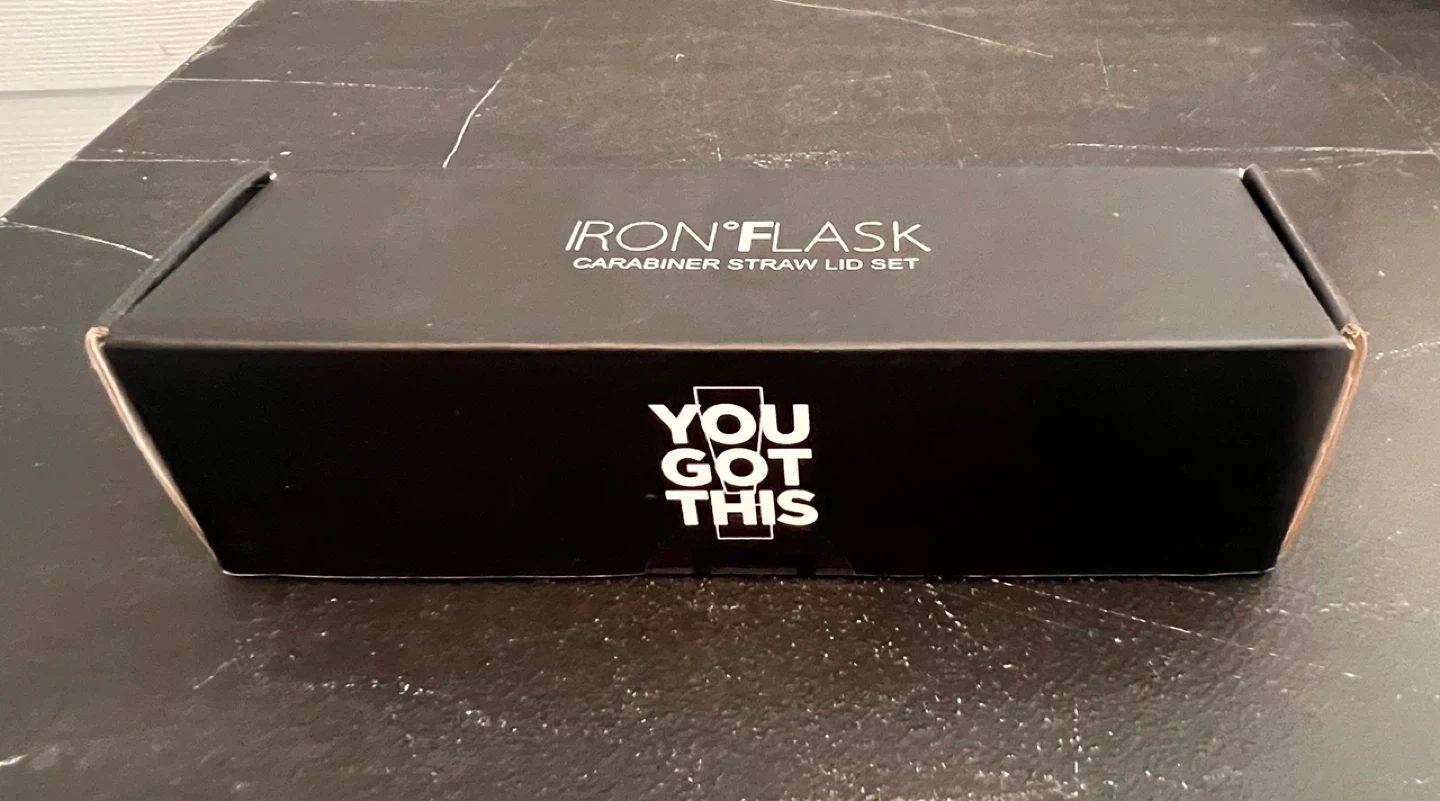 IRON°FLASK
CARABINER STRAW LID SET
YOU
GOT
THIS